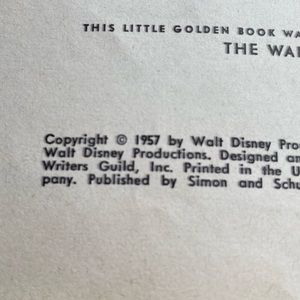 THIS LITTLE GOLDEN BOOK WA
THE WA
Copyright © 1957 by Walt Disney Prod
Walt Disney Productions. Designed an
Writers Guild, Inc. Printed in the U
pany. Published by Simon and Schu